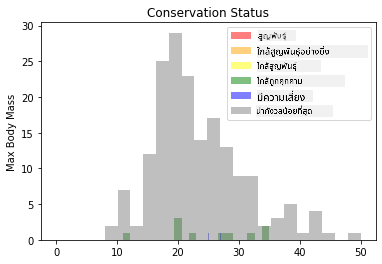 Conservation Status
30
25
20
15
10
5
0
Max Body Mass
สูญพันธุ์
ใกล้สูญพันธุ์อย่างยิ่ง
ใกล้สูญพันธุ์
ใกล้ถูกคุกคาม
มีความเสี่ยง
น่ากังวลน้อยที่สุด
0 10 20 30 40 50